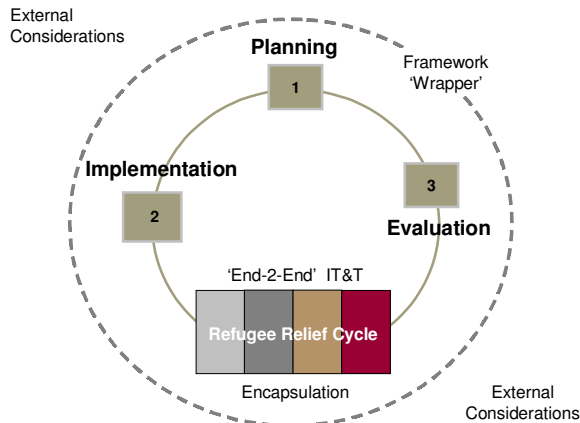 External
Considerations
Planning
1
Framework
‘Wrapper’
Implementation
2
3
Evaluation
‘End-2-End’ IT&T
Refugee Relief Cycle
Encapsulation
External
Considerations